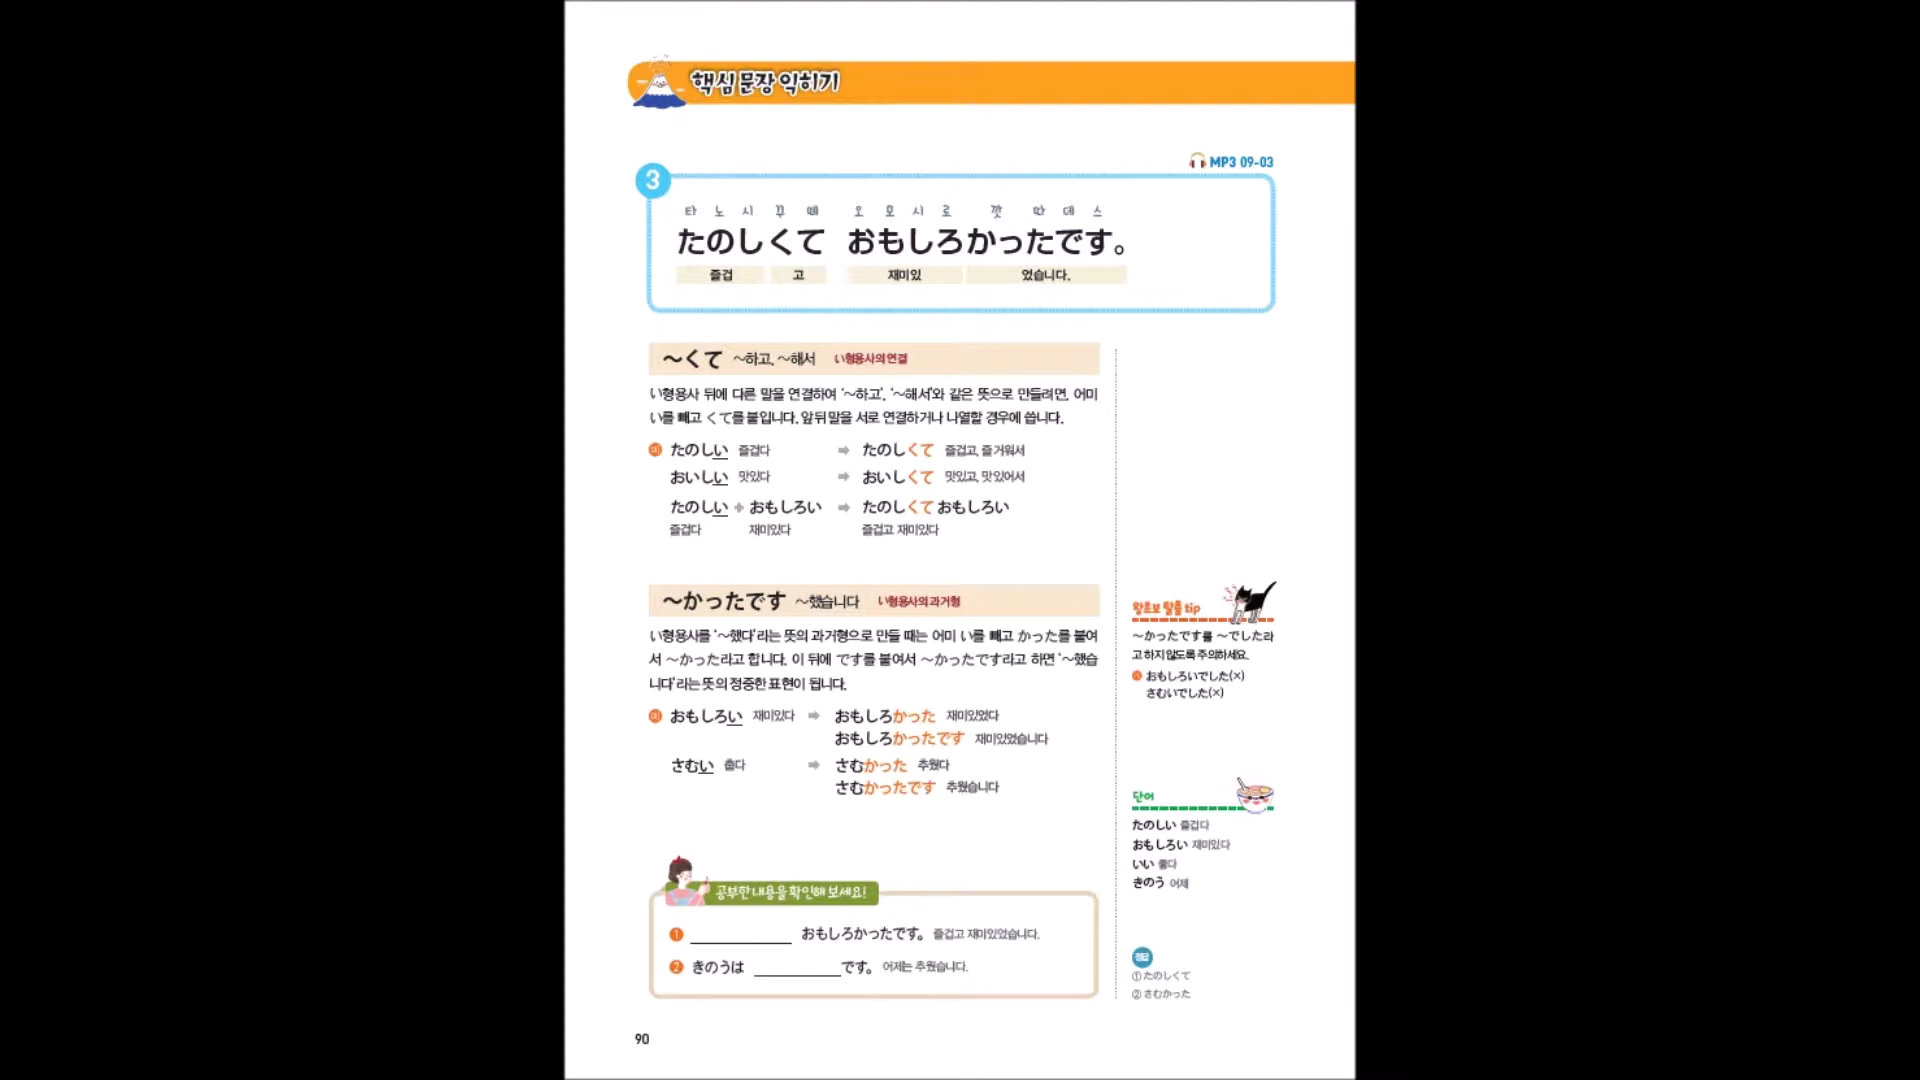 핵심 문장 익히기
MP3 09-03
3
타 노 시 꾸 떼 오 모 시 로 깟 따 데 스
たのしくて おもしろかったです。
즐겁 고 재미있 었습니다.
~くて ~하고, ~해서 い형용사의 연결
い형용사 뒤에 다른 말을 연결하여 '~하고', '~해서'와 같은 뜻으로 만들려면, 어미
い를 빼고 くて를 붙입니다. 앞뒤 말을 서로 연결하거나 나열할 경우에 씁니다.
예 たのしい 즐겁다 ➡ たのしくて 즐겁고, 즐거워서
おいしい 맛있다 ➡ おいしくて 맛있고, 맛있어서
たのしい + おもしろい ➡ たのしくて おもしろい
즐겁다 재미있다 즐겁고 재미있다
~かったです ~했습니다 い형용사의 과거형
い형용사를 '~했다'라는 뜻의 과거형으로 만들 때는 어미 い를 빼고 かった를 붙여
서 ~かった라고 합니다. 이 뒤에 です를 붙여서 ~かったです라고 하면 '~했습
니다'라는 뜻의 정중한 표현이 됩니다.
예 おもしろい 재미있다 ➡ おもしろかった 재미있었다
おもしろかったです 재미있었습니다
さむい 춥다 ➡ さむかった 추웠다
さむかったです 추웠습니다
공부한 내용을 확인해 보세요!
1 __________ おもしろかったです。 즐겁고 재미있었습니다.
2 きのうは __________です。 어제는 추웠습니다.
왕초보 탈출 tip
~かったです를 ~でした라
고 하지 않도록 주의하세요.
예 おもしろいでした(×)
さむいでした(×)
단어
たのしい 즐겁다
おもしろい 재미있다
いい 좋다
きのう 어제
정답
① たのしくて
② さむかった
90